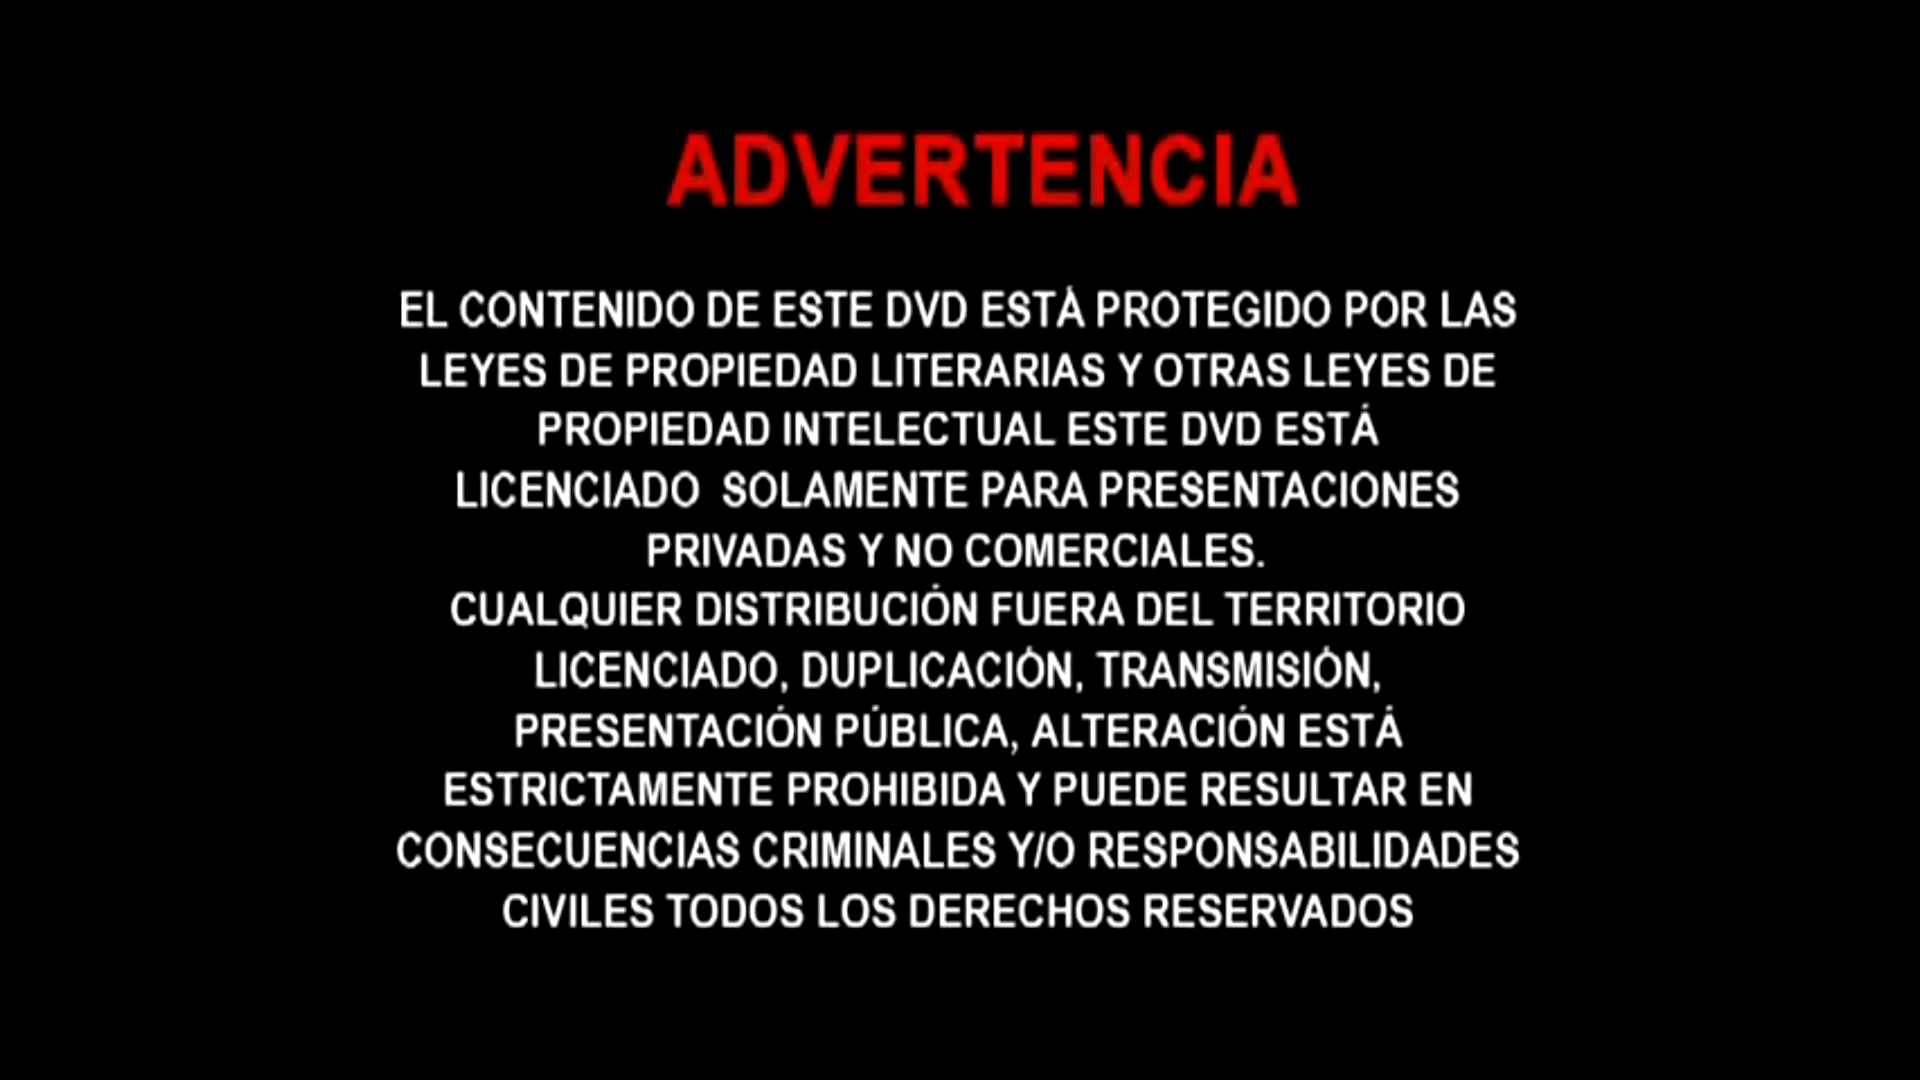 ADVERTENCIA
EL CONTENIDO DE ESTE DVD ESTÁ PROTEGIDO POR LAS
LEYES DE PROPIEDAD LITERARIAS Y OTRAS LEYES DE
PROPIEDAD INTELECTUAL ESTE DVD ESTÁ
LICENCIADO  SOLAMENTE PARA PRESENTACIONES
PRIVADAS Y NO COMERCIALES.
CUALQUIER DISTRIBUCIÓN FUERA DEL TERRITORIO
LICENCIADO, DUPLICACIÓN, TRANSMISIÓN,
PRESENTACIÓN PÚBLICA, ALTERACIÓN ESTÁ
ESTRICTAMENTE PROHIBIDA Y PUEDE RESULTAR EN
CONSECUENCIAS CRIMINALES Y/O RESPONSABILIDADES
CIVILES TODOS LOS DERECHOS RESERVADOS